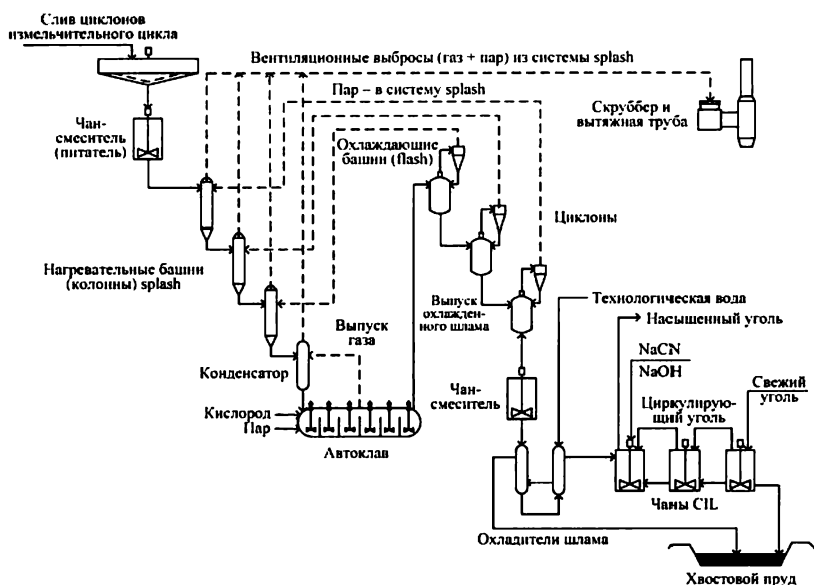 Слив циклонов
измельчительного цикла
Вентиляционные выбросы (газ + пар) из системы splash
Пар – в систему splash
Скруббер и
вытяжная труба
Чан-
смеситель
(питатель)
Охлаждающие
башни (flash)
Циклоны
Нагревательные башни
(колонны) splash
Выпуск
охлажден-
ного шлама
Технологическая вода
Насыщенный уголь
Выпуск
газа
Конденсатор
NaCN
NaOH
Свежий
уголь
Чан-
смеситель
Циркулирую-
щий уголь
Кислород
Пар
Автоклав
Чаны CIL
Охладители шлама
Хвостовой пруд